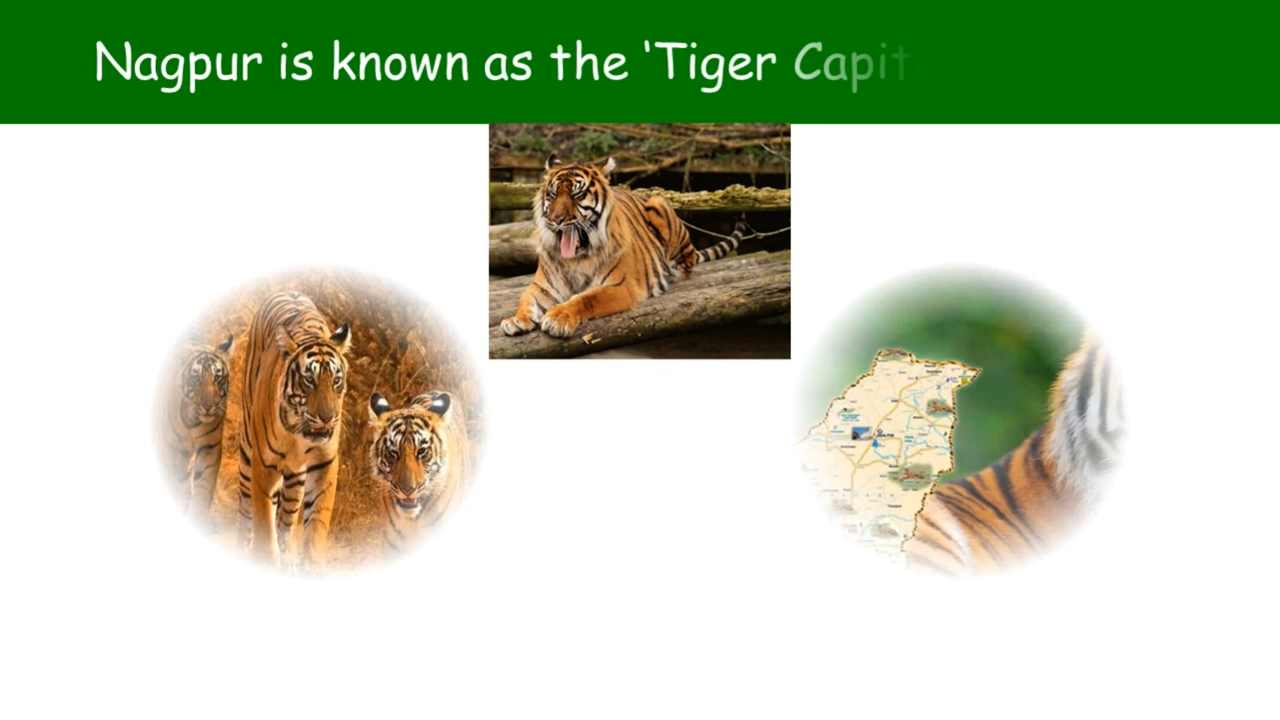 Nagpur is known as the ‘Tiger Capit